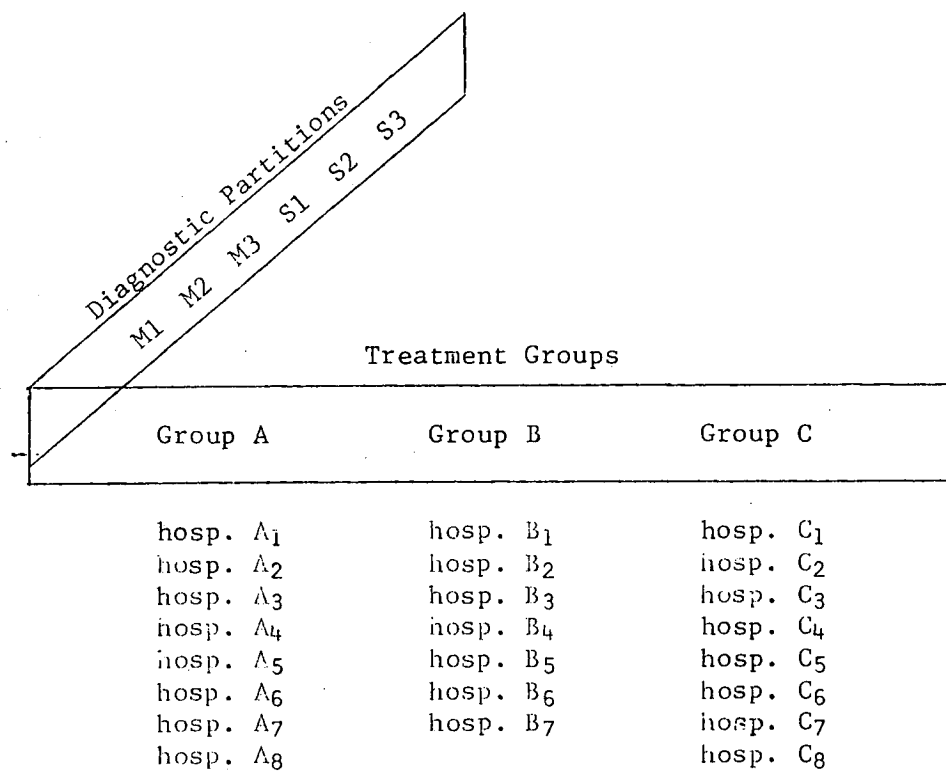 Diagnostic Partitions
M1 M2 M3 S1 S2 S3
Treatment Groups
Group A Group B Group C
hosp. A1 hosp. B1 hosp. C1
hosp. A2 hosp. B2 hosp. C2
hosp. A3 hosp. B3 hosp. C3
hosp. A4 hosp. B4 hosp. C4
hosp. A5 hosp. B5 hosp. C5
hosp. A6 hosp. B6 hosp. C6
hosp. A7 hosp. B7 hosp. C7
hosp. A8 hosp. C8